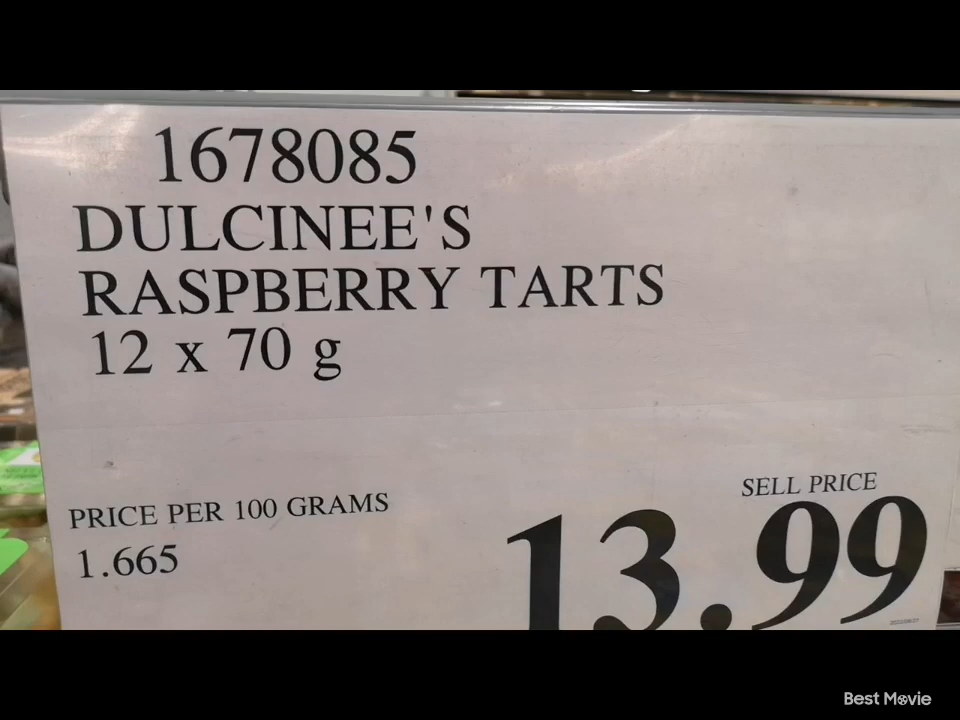 1678085
DULCINEE'S
RASPBERRY TARTS
12 x 70 g
PRICE PER 100 GRAMS
1.665
SELL PRICE
13.99
Best Movie